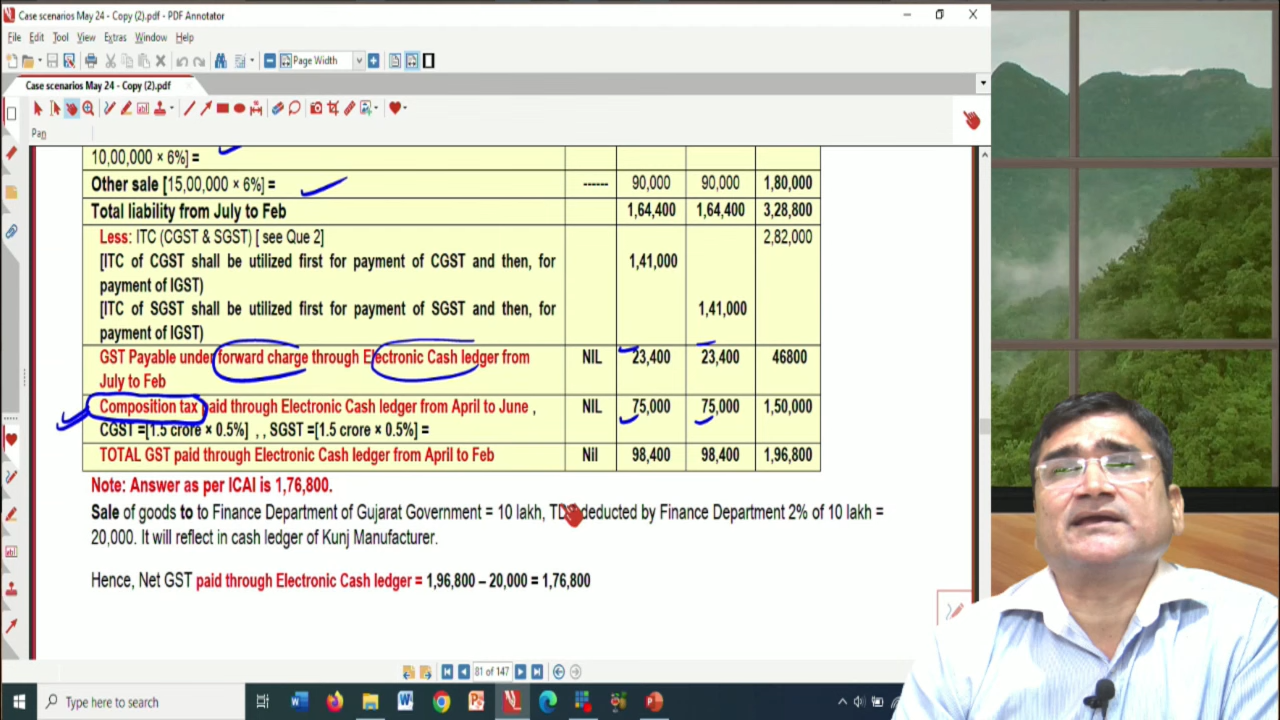 Case scenarios May 24 - Copy (2).pdf - PDF Annotator
File Edit Tool View Extras Window Help
Page Width
Case scenarios May 24 - Copy (2).pdf
Pan
10,00,000 × 6%] =
Other sale [15,00,000 × 6%] = ------ 90,000 90,000 1,80,000
Total liability from July to Feb 1,64,400 1,64,400 3,28,800
Less: ITC (CGST & SGST) [ see Que 2] 2,82,000
[ITC of CGST shall be utilized first for payment of CGST and then, for 1,41,000
payment of IGST)
[ITC of SGST shall be utilized first for payment of SGST and then, for 1,41,000
payment of IGST)
GST Payable under forward charge through Electronic Cash ledger from NIL 23,400 23,400 46800
July to Feb
Composition tax paid through Electronic Cash ledger from April to June , NIL 75,000 75,000 1,50,000
CGST =[1.5 crore × 0.5%] , , SGST =[1.5 crore × 0.5%] =
TOTAL GST paid through Electronic Cash ledger from April to Feb Nil 98,400 98,400 1,96,800
Note: Answer as per ICAI is 1,76,800.
Sale of goods to to Finance Department of Gujarat Government = 10 lakh, deducted by Finance Department 2% of 10 lakh =
20,000. It will reflect in cash ledger of Kunj Manufacturer.
Hence, Net GST paid through Electronic Cash ledger = 1,96,800 – 20,000 = 1,76,800
81 of 147
Type here to search